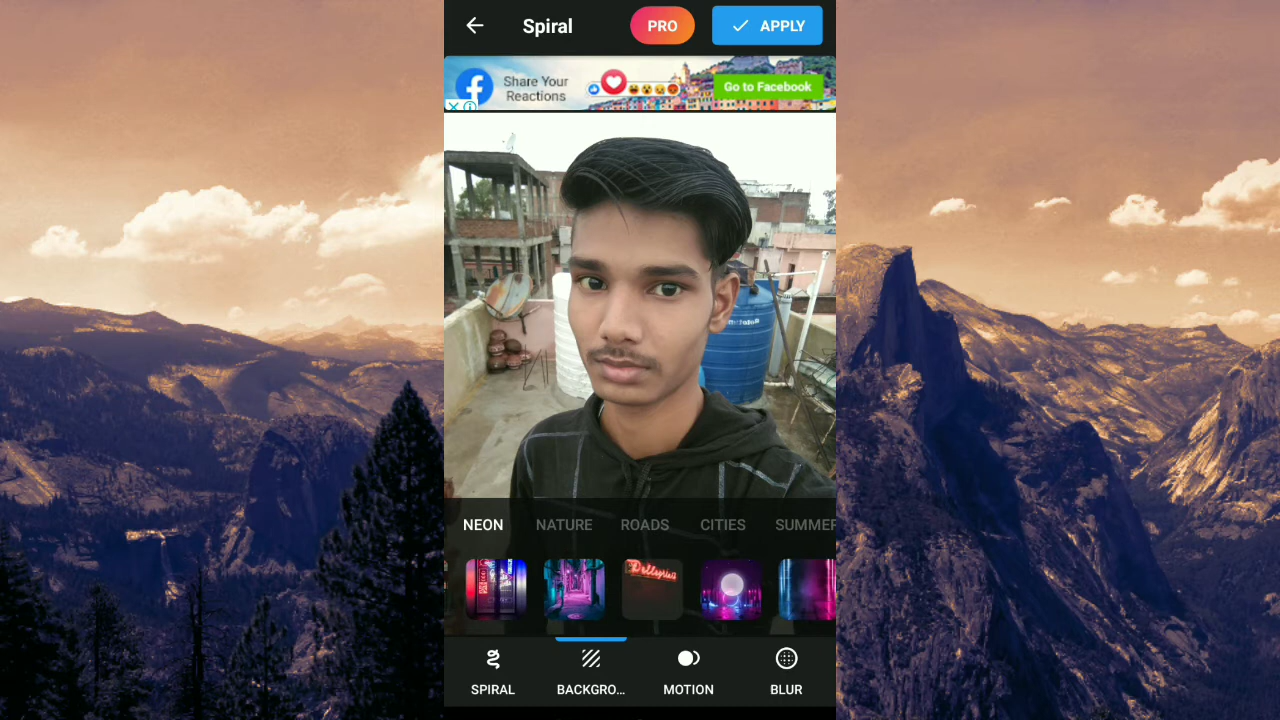 Spiral
PRO
APPLY
Share Your
Reactions
Go to Facebook
NEON
NATURE
ROADS
CITIES
SUMMER
SPIRAL
BACKGRO...
MOTION
BLUR